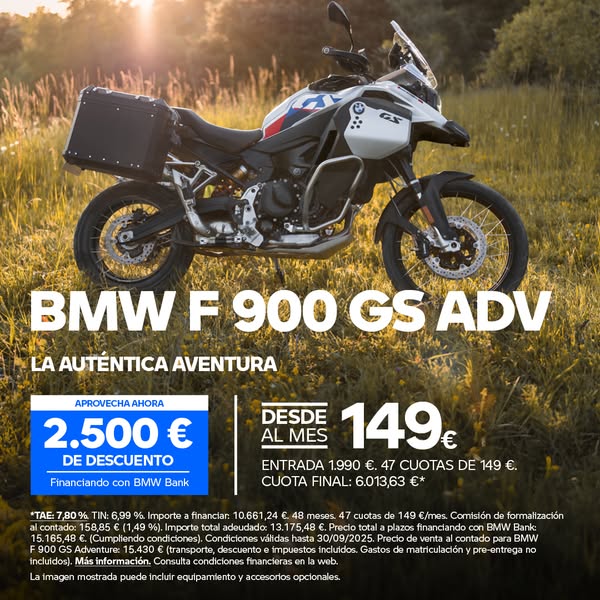 GS
BMW F 900 GS ADV
LA AUTÉNTICA AVENTURA
APROVECHA AHORA
2.500 €
DE DESCUENTO
Financiando con BMW Bank
DESDE
AL MES
149€
ENTRADA 1.990 €. 47 CUOTAS DE 149 €.
CUOTA FINAL: 6.013,63 €*
*TAE: 7,80 %. TIN: 6,99 %. Importe a financiar: 10.661,24 €. 48 meses. 47 cuotas de 149 €/mes. Comisión de formalización
al contado: 158,85 € (1,49 %). Importe total adeudado: 13.175,48 €. Precio total a plazos financiando con BMW Bank:
15.165,48 €. (Cumpliendo condiciones). Condiciones válidas hasta 30/09/2025. Precio de venta al contado para BMW
F 900 GS Adventure: 15.430 € (transporte, descuento e impuestos incluidos. Gastos de matriculación y pre-entrega no
incluidos). Más información. Consulta condiciones financieras en la web.
La imagen mostrada puede incluir equipamiento y accesorios opcionales.